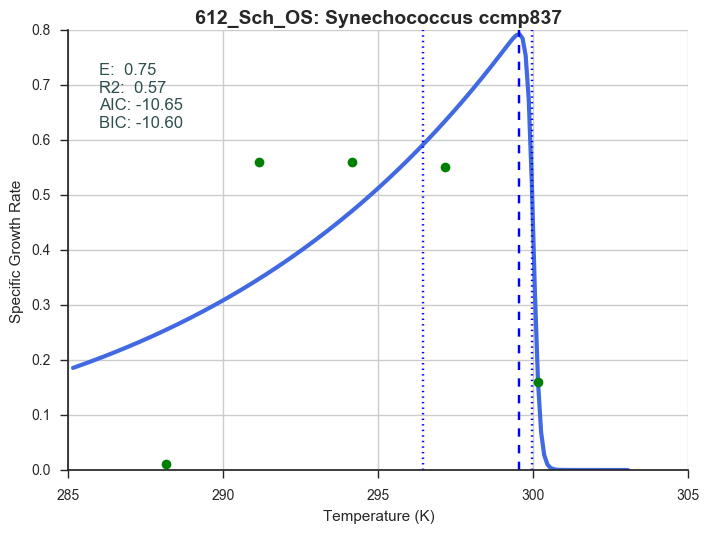 612_Sch_OS: Synechococcus ccmp837
E: 0.75
R2: 0.57
AIC: -10.65
BIC: -10.60
Specific Growth Rate
0.8
0.7
0.6
0.5
0.4
0.3
0.2
0.1
0.0
285 290 295 300 305
Temperature (K)